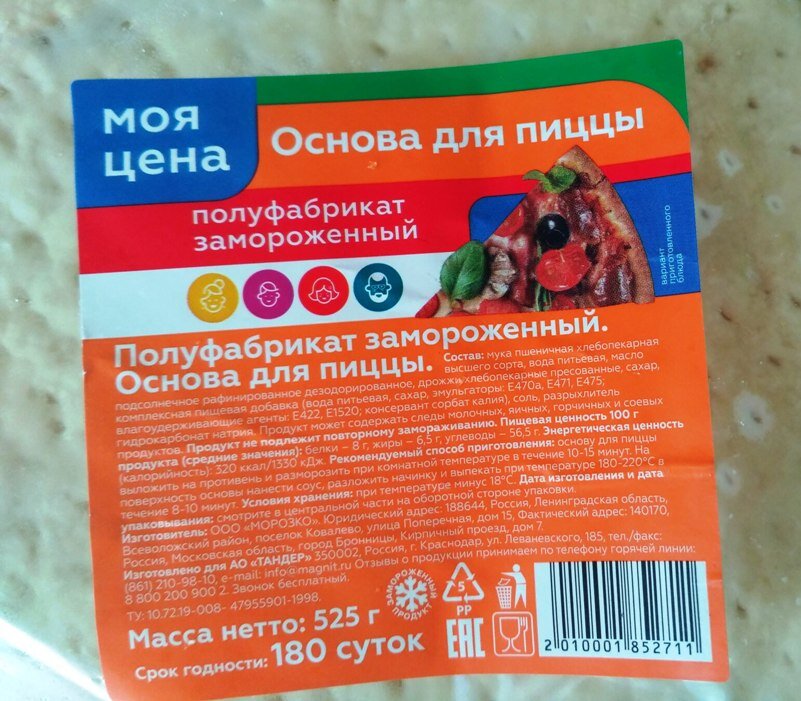 моя
цена
Основа для пиццы
полуфабрикат
замороженный
вариант
приготовленного
блюда
Полуфабрикат замороженный.
Основа для пиццы. Состав: мука пшеничная хлебопекарная
высшего сорта, вода питьевая, масло
подсолнечное рафинированное дезодорированное, дрожжи хлебопекарные прессованные, сахар,
комплексная пищевая добавка (вода питьевая, сахар, эмульгаторы: Е470а, Е471, Е475;
влагоудерживающие агенты: Е422, Е1520; консервант сорбат калия), соль, разрыхлитель
гидрокарбонат натрия. Продукт может содержать следы молочных, яичных, горчичных и соевых
продуктов. Продукт не подлежит повторному замораживанию. Пищевая ценность 100 г
продукта (средние значения): белки – 8 г, жиры – 6,5 г, углеводы – 56,5 г. Энергетическая ценность
(калорийность): 320 ккал/1330 кДж. Рекомендуемый способ приготовления: основу для пиццы
выложить на противень и разморозить при комнатной температуре в течение 10-15 минут. На
поверхность основы нанести соус, разложить начинку и выпекать при температуре 180-220°С в
течение 8-10 минут. Условия хранения: при температуре минус 18°С. Дата изготовления и дата
упаковывания: смотрите в центральной части на оборотной стороне упаковки.
Изготовитель: ООО «МОРОЗКО». Юридический адрес: 188644, Россия, Ленинградская область,
Всеволожский район, поселок Ковалево, улица Поперечная, дом 15, Фактический адрес: 140170,
Россия, Московская область, город Бронницы, Кирпичный проезд, дом 7.
Изготовлено для АО «ТАНДЕР» 350002, Россия, г. Краснодар, ул. Леваневского, 185, тел./факс:
(861) 210-98-10, e-mail: info@magnit.ru Отзывы о продукции принимаем по телефону горячей линии:
8 800 200 900 2. Звонок бесплатный.
ТУ: 10.72.19-008- 47955901-1998.
Масса нетто: 525 г
Срок годности: 180 суток
ЗАМОРОЖЕННЫЙ
ПРОДУКТ
5
PP
ЕАС
2 010001 852711